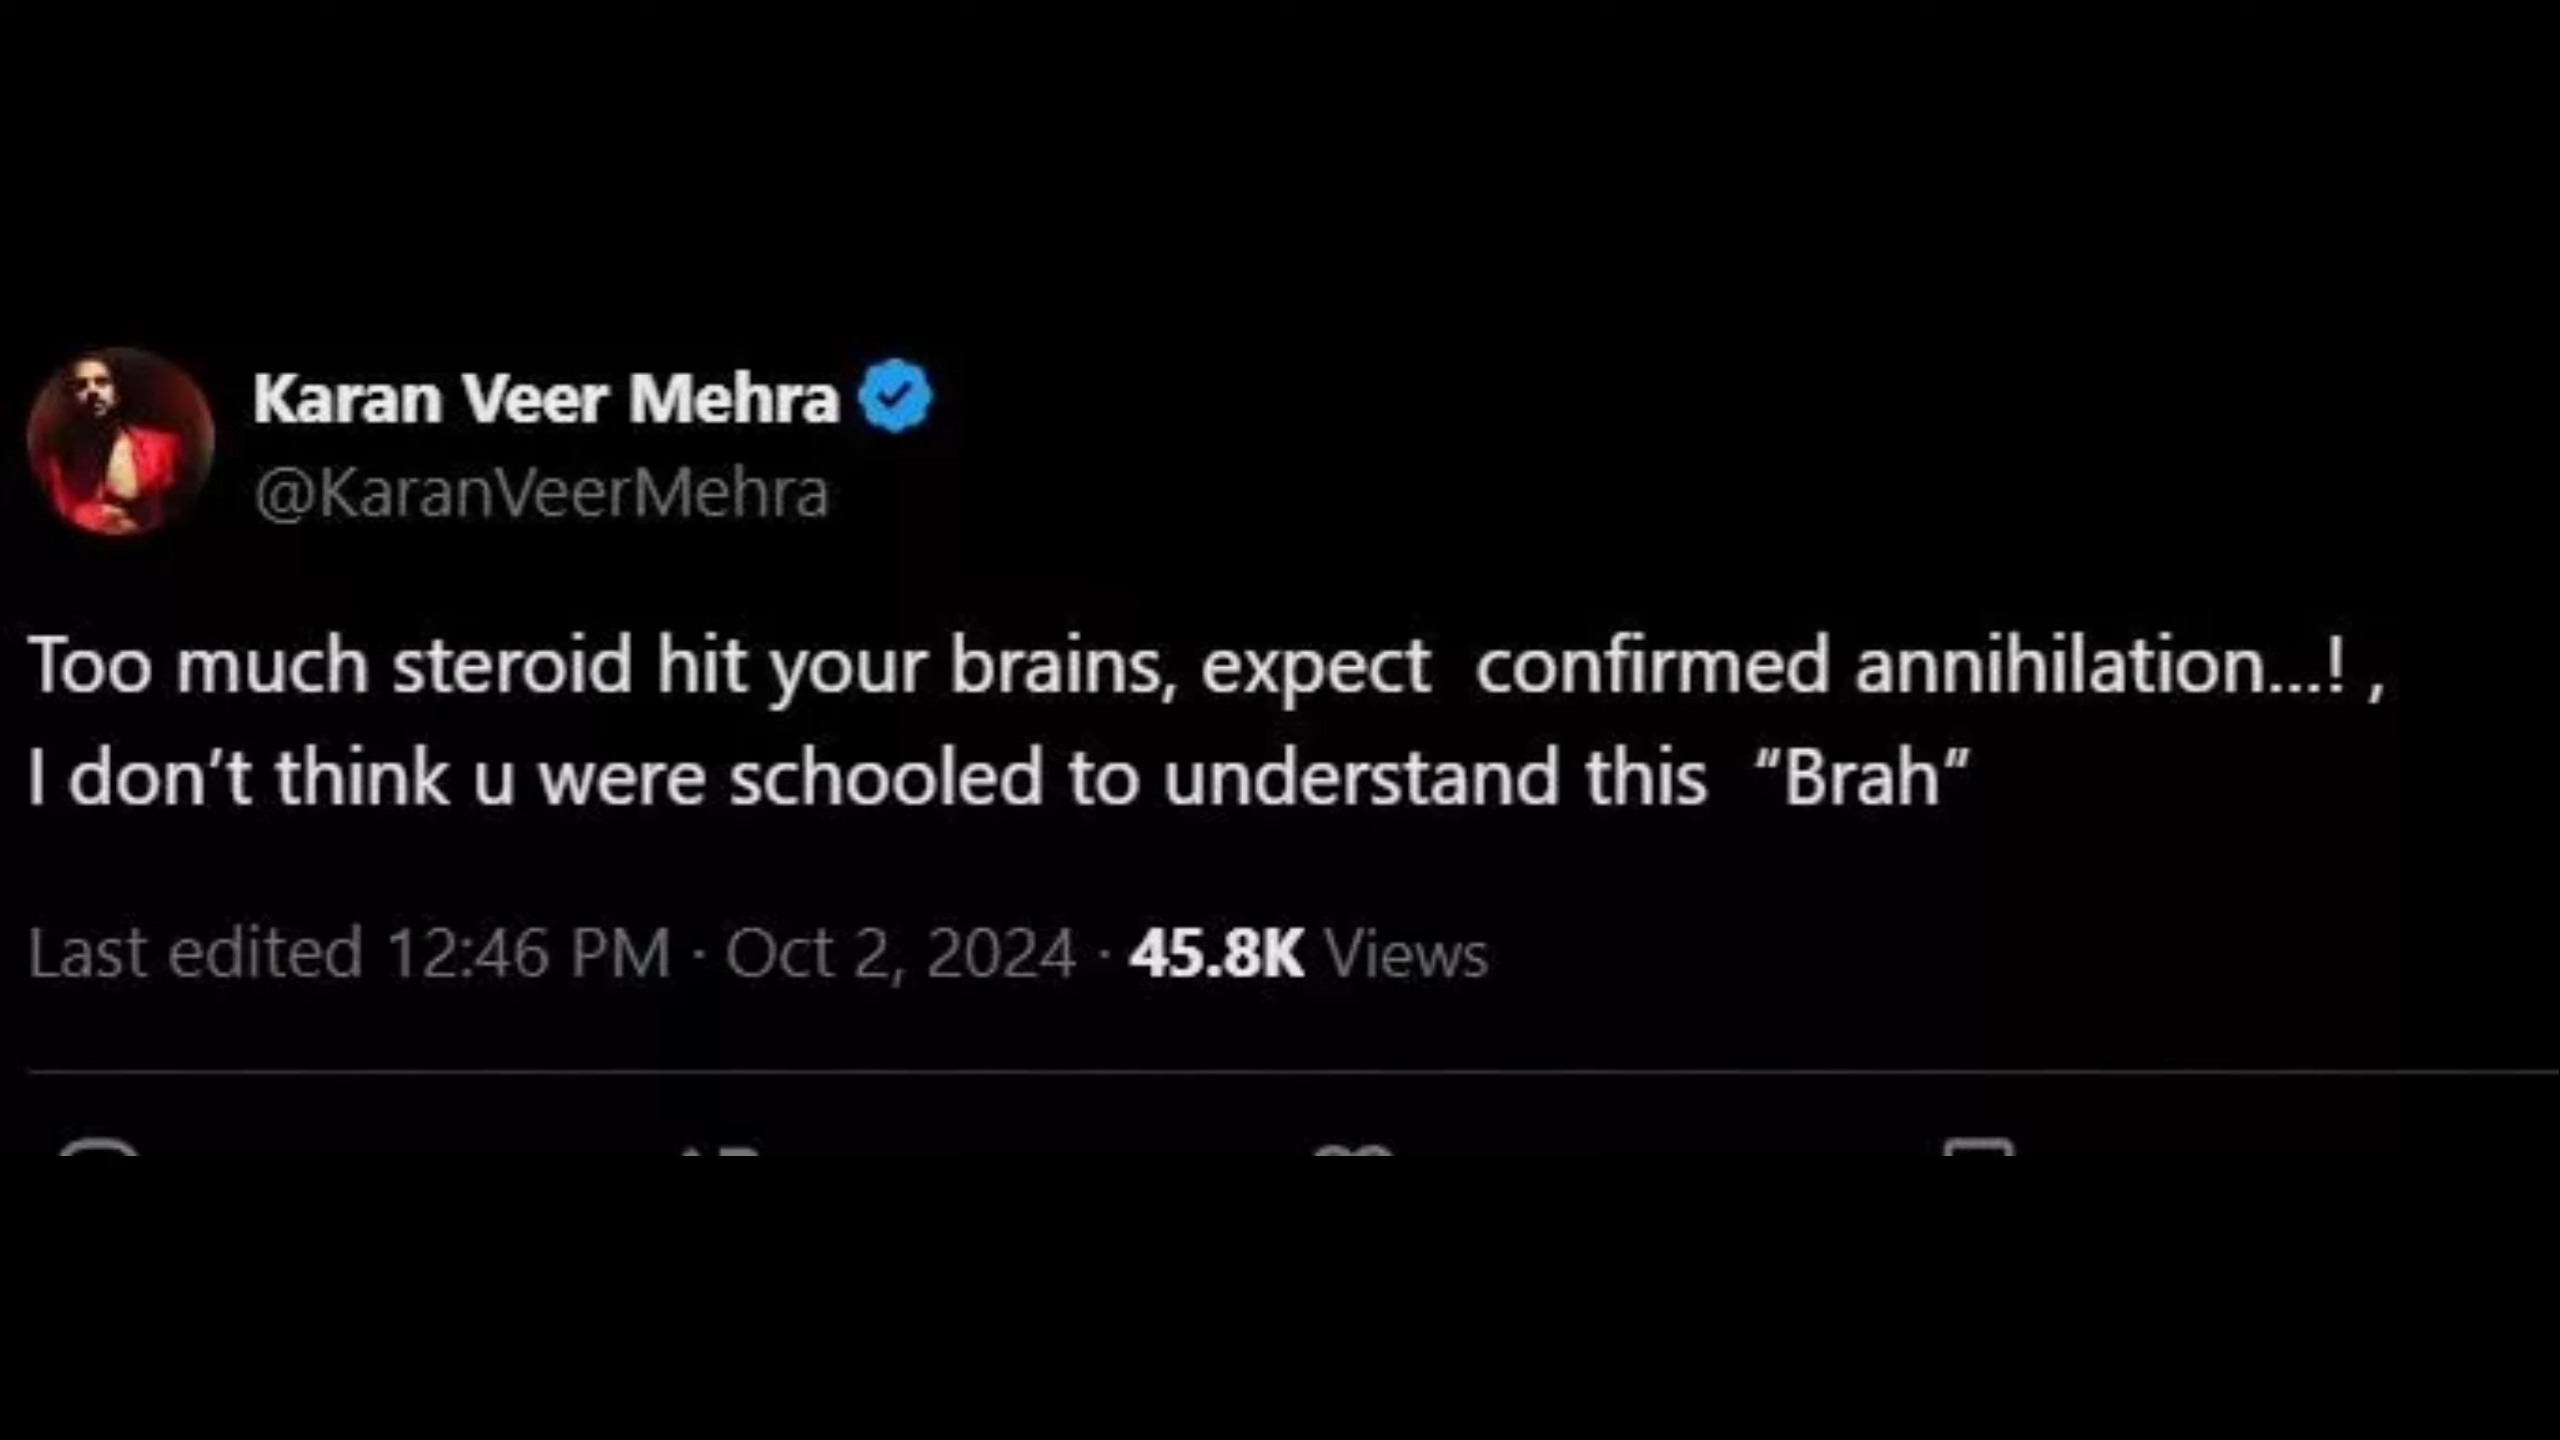 Karan Veer Mehra
@KaranVeerMehra
Too much steroid hit your brains, expect  confirmed annihilation...! ,
I don’t think u were schooled to understand this  “Brah”
Last edited 12:46 PM · Oct 2, 2024 · 45.8K Views